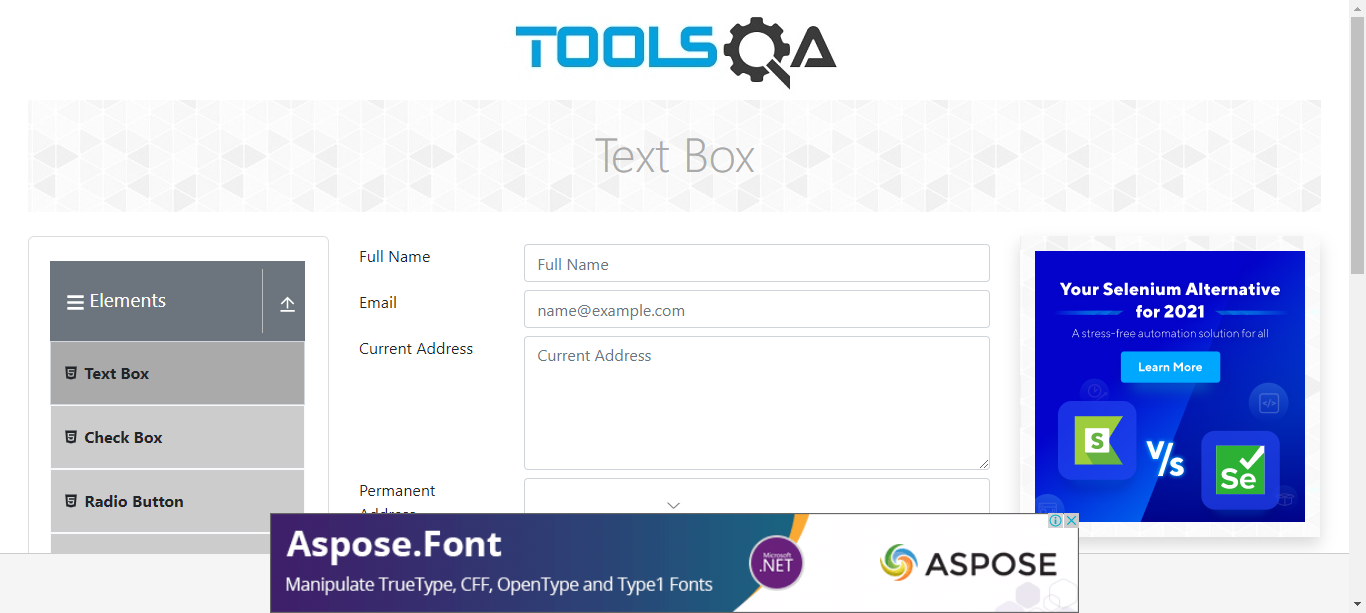 TOOLSQA
Text Box
Elements
Text Box
Check Box
Radio Button
Full Name
Full Name
Email
name@example.com
Current Address
Current Address
Permanent
Address
Your Selenium Alternative
for 2021
A stress-free automation solution for all
Learn More
S
V/s
Se
Aspose.Font
Manipulate TrueType, CFF, OpenType and Type1 Fonts
Microsoft
.NET
ASPOSE